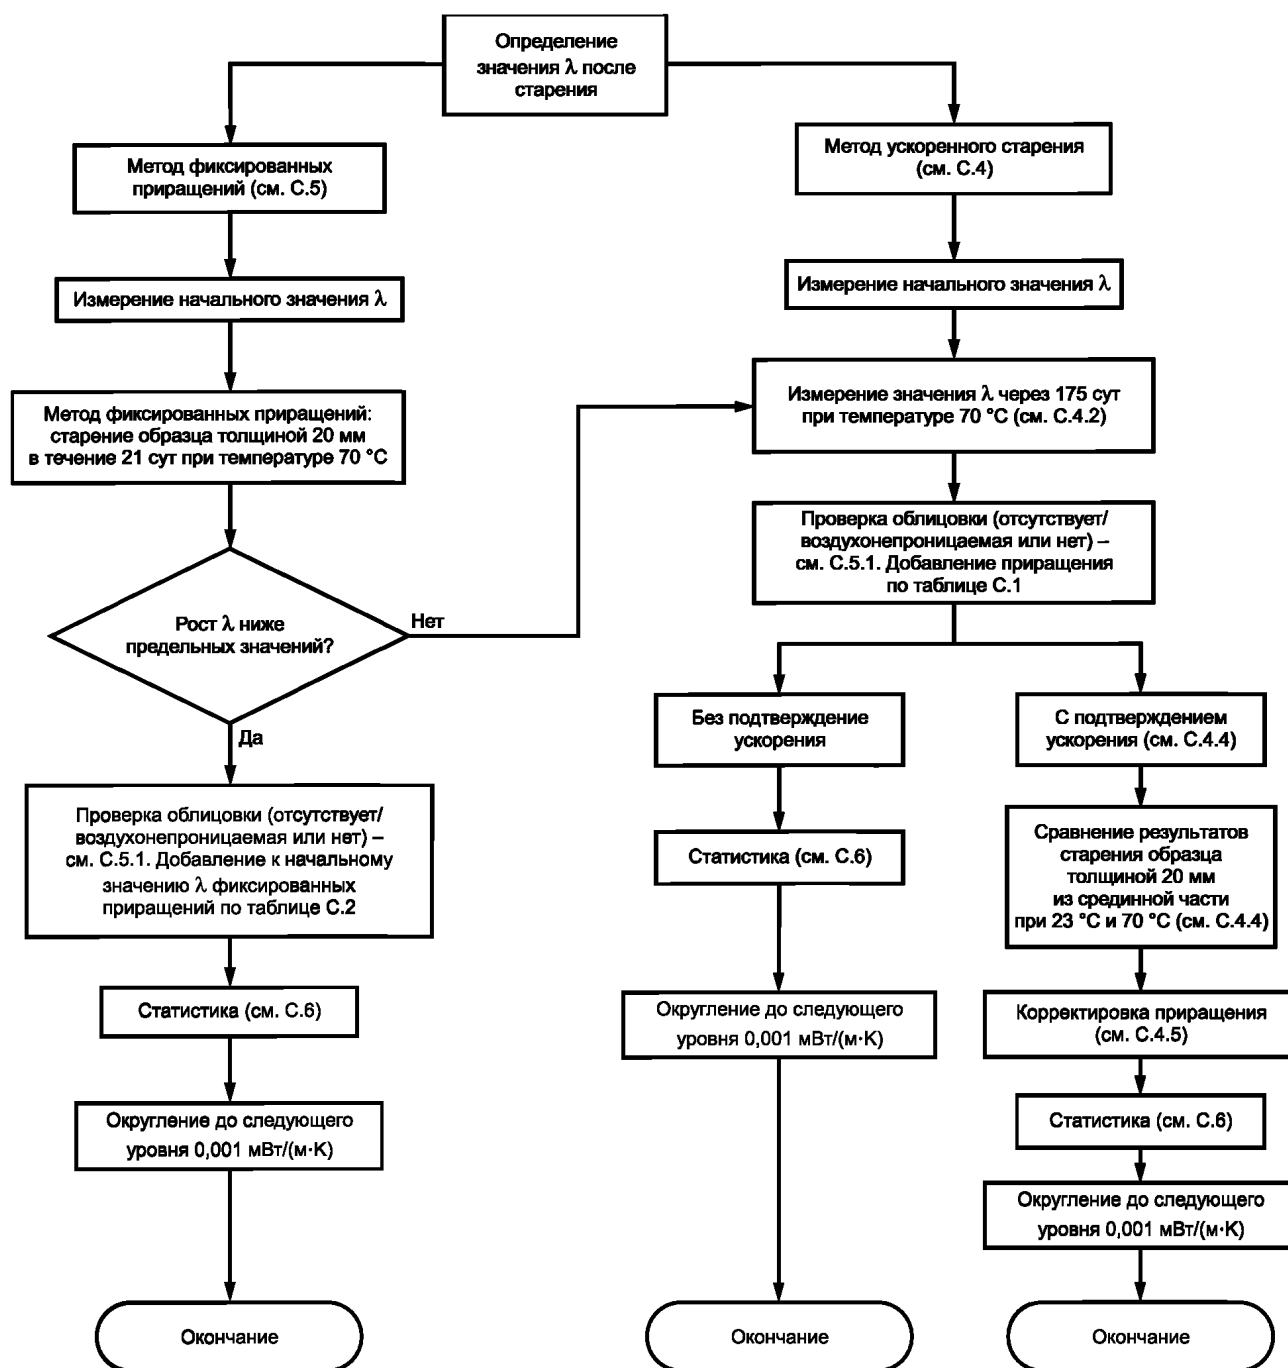 Определение
значения λ после
старения
Метод фиксированных
приращений (см. С.5)
Измерение начального значения λ
Метод фиксированных приращений:
старение образца толщиной 20 мм
в течение 21 сут при температуре 70 °С
Рост λ ниже
предельных значений?
Нет
Да
Проверка облицовки (отсутствует/
воздухонепроницаемая или нет) –
см. С.5.1. Добавление к начальному
значению λ фиксированных
приращений по таблице С.2
Статистика (см. С.6)
Округление до следующего
уровня 0,001 мВт/(м·К)
Окончание
Метод ускоренного старения
(см. С.4)
Измерение начального значения λ
Измерение значения λ через 175 сут
при температуре 70 °С (см. С.4.2)
Проверка облицовки (отсутствует/
воздухонепроницаемая или нет) –
см. С.5.1. Добавление приращения
по таблице С.1
Без подтверждение
ускорения
Статистика (см. С.6)
Округление до следующего
уровня 0,001 мВт/(м·К)
Окончание
С подтверждением
ускорения (см. С.4.4)
Сравнение результатов
старения образца
толщиной 20 мм
из срединной части
при 23 °С и 70 °С (см. С.4.4)
Корректировка приращения
(см. С.4.5)
Статистика (см. С.6)
Округление до следующего
уровня 0,001 мВт/(м·К)
Окончание